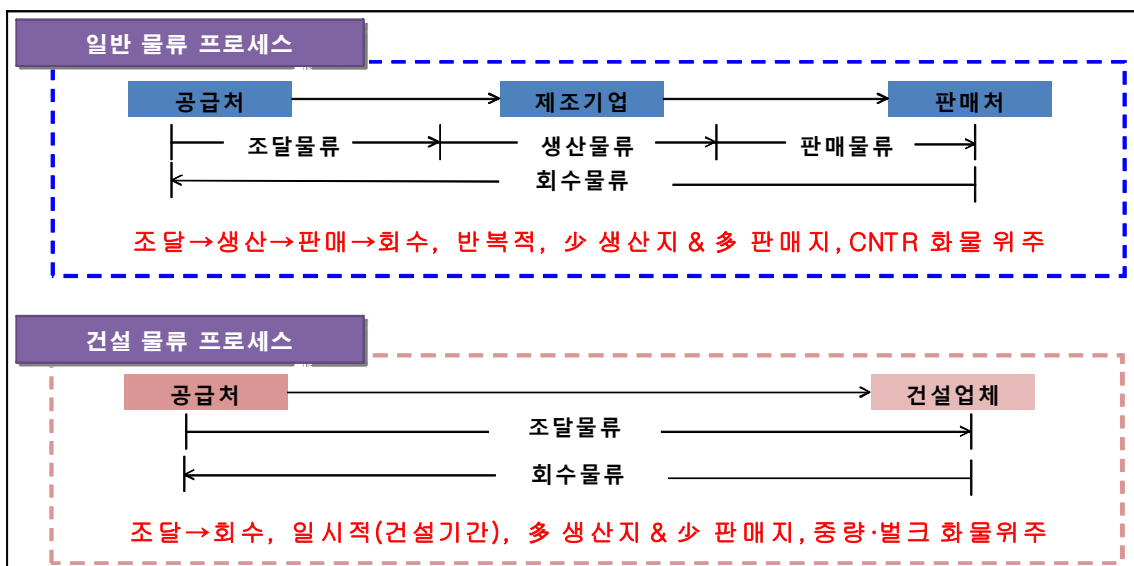 일반 물류 프로세스
공급처 제조기업 판매처
조달물류 생산물류 판매물류
회수물류
조달→생산→판매→회수, 반복적, 少 생산지 & 多 판매지, CNTR 화물 위주
건설 물류 프로세스
공급처 건설업체
조달물류
회수물류
조달→회수, 일시적(건설기간), 多 생산지 & 少 판매지, 중량·벌크 화물위주